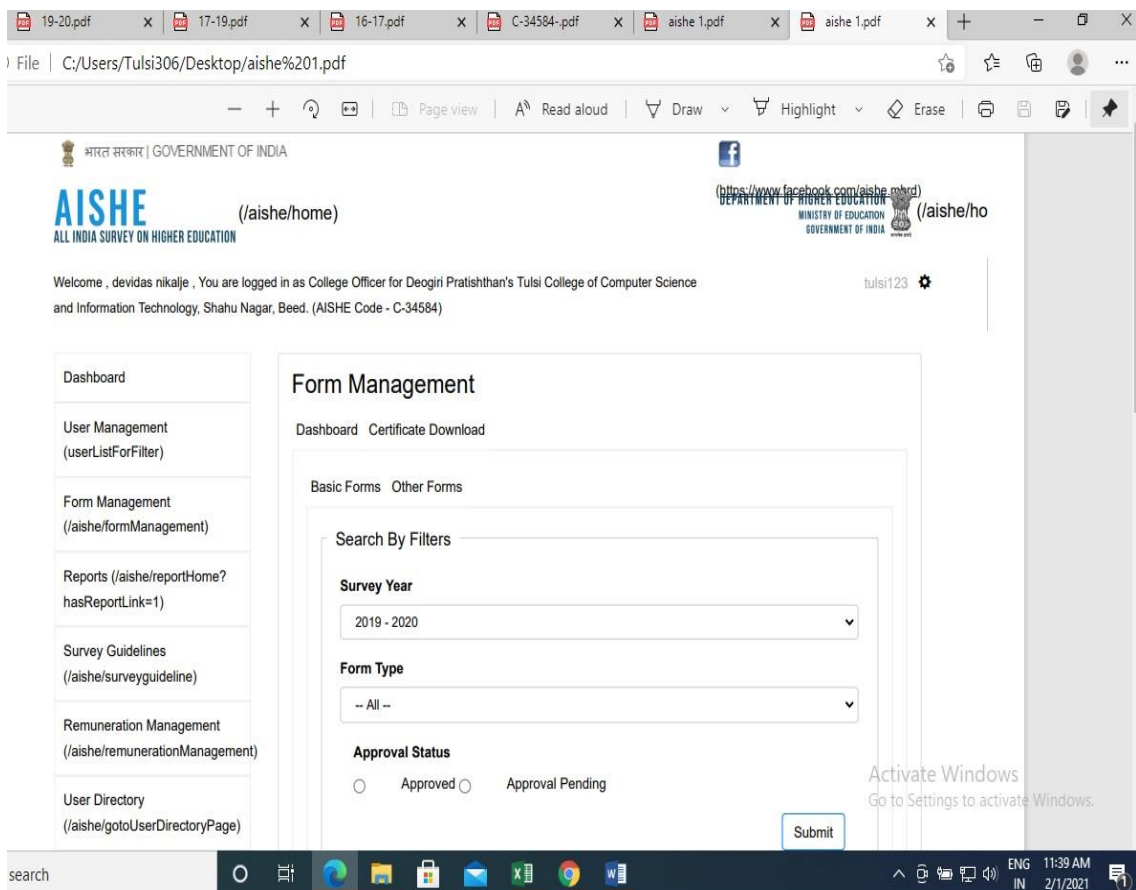 19-20.pdf
17-19.pdf
16-17.pdf
C-34584-.pdf
aishe 1.pdf
aishe 1.pdf
File | C:/Users/Tulsi306/Desktop/aishe%201.pdf
Page view
Read aloud
Draw
Highlight
Erase
भारत सरकार | GOVERNMENT OF INDIA
(https://www.facebook.com/aishe.mhrd)
AISHE
ALL INDIA SURVEY ON HIGHER EDUCATION
(/aishe/home)
DEPARTMENT OF HIGHER EDUCATION
MINISTRY OF EDUCATION
GOVERNMENT OF INDIA
(/aishe/ho
Welcome , devidas nikalje , You are logged in as College Officer for Deogiri Pratishthan's Tulsi College of Computer Science
and Information Technology, Shahu Nagar, Beed. (AISHE Code - C-34584)
tulsi123
Dashboard
User Management
(userListForFilter)
Form Management
(/aishe/formManagement)
Reports (/aishe/reportHome?
hasReportLink=1)
Survey Guidelines
(/aishe/surveyguideline)
Remuneration Management
(/aishe/remunerationManagement)
User Directory
(/aishe/gotoUserDirectoryPage)
Form Management
Dashboard Certificate Download
Basic Forms Other Forms
Search By Filters
Survey Year
2019 - 2020
Form Type
-- All --
Approval Status
Approved Approval Pending
Submit
Activate Windows
Go to Settings to activate Windows.
search
ENG
IN
11:39 AM
2/1/2021
1